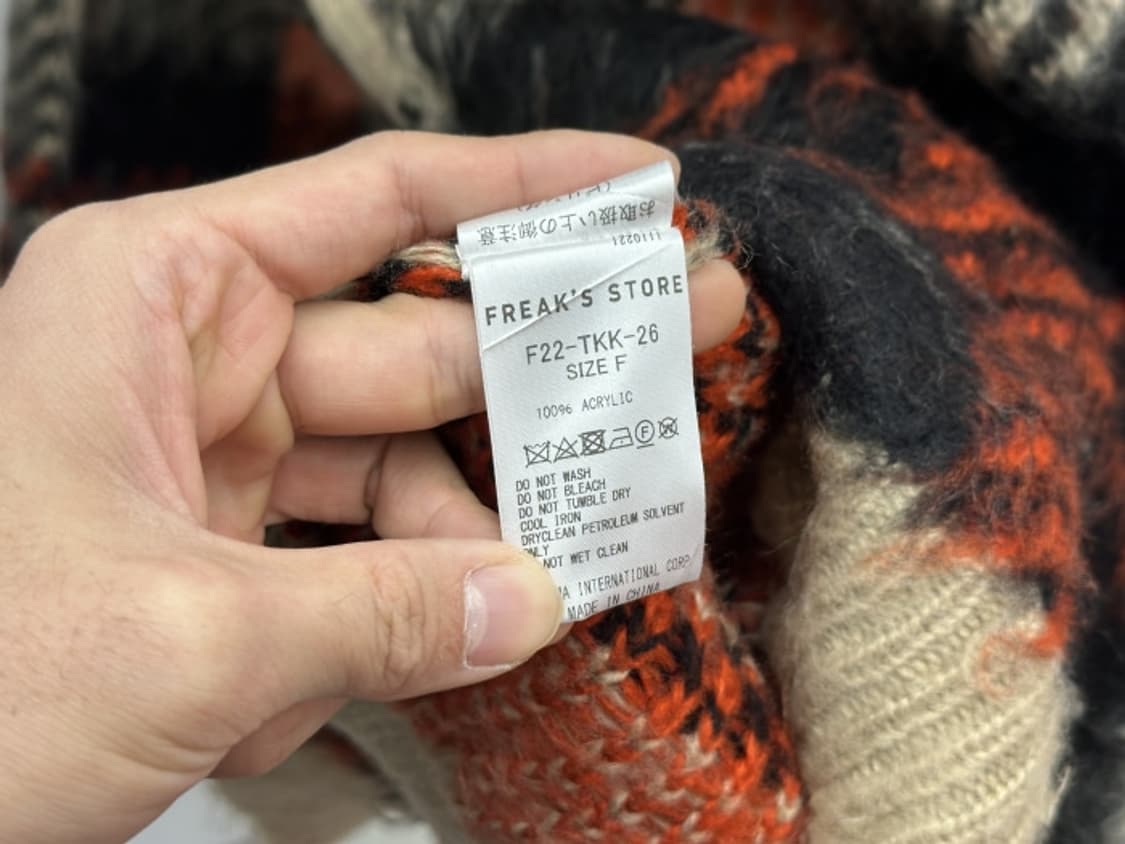 お取扱い上の御注意
110221
FREAK'S STORE
F22-TKK-26
SIZE F
100% ACRYLIC
F
DO NOT WASH
DO NOT BLEACH
DO NOT TUMBLE DRY
COOL IRON
DRYCLEAN PETROLEUM SOLVENT
ONLY
NOT WET CLEAN
INTERNATIONAL CORP
MADE IN CHINA